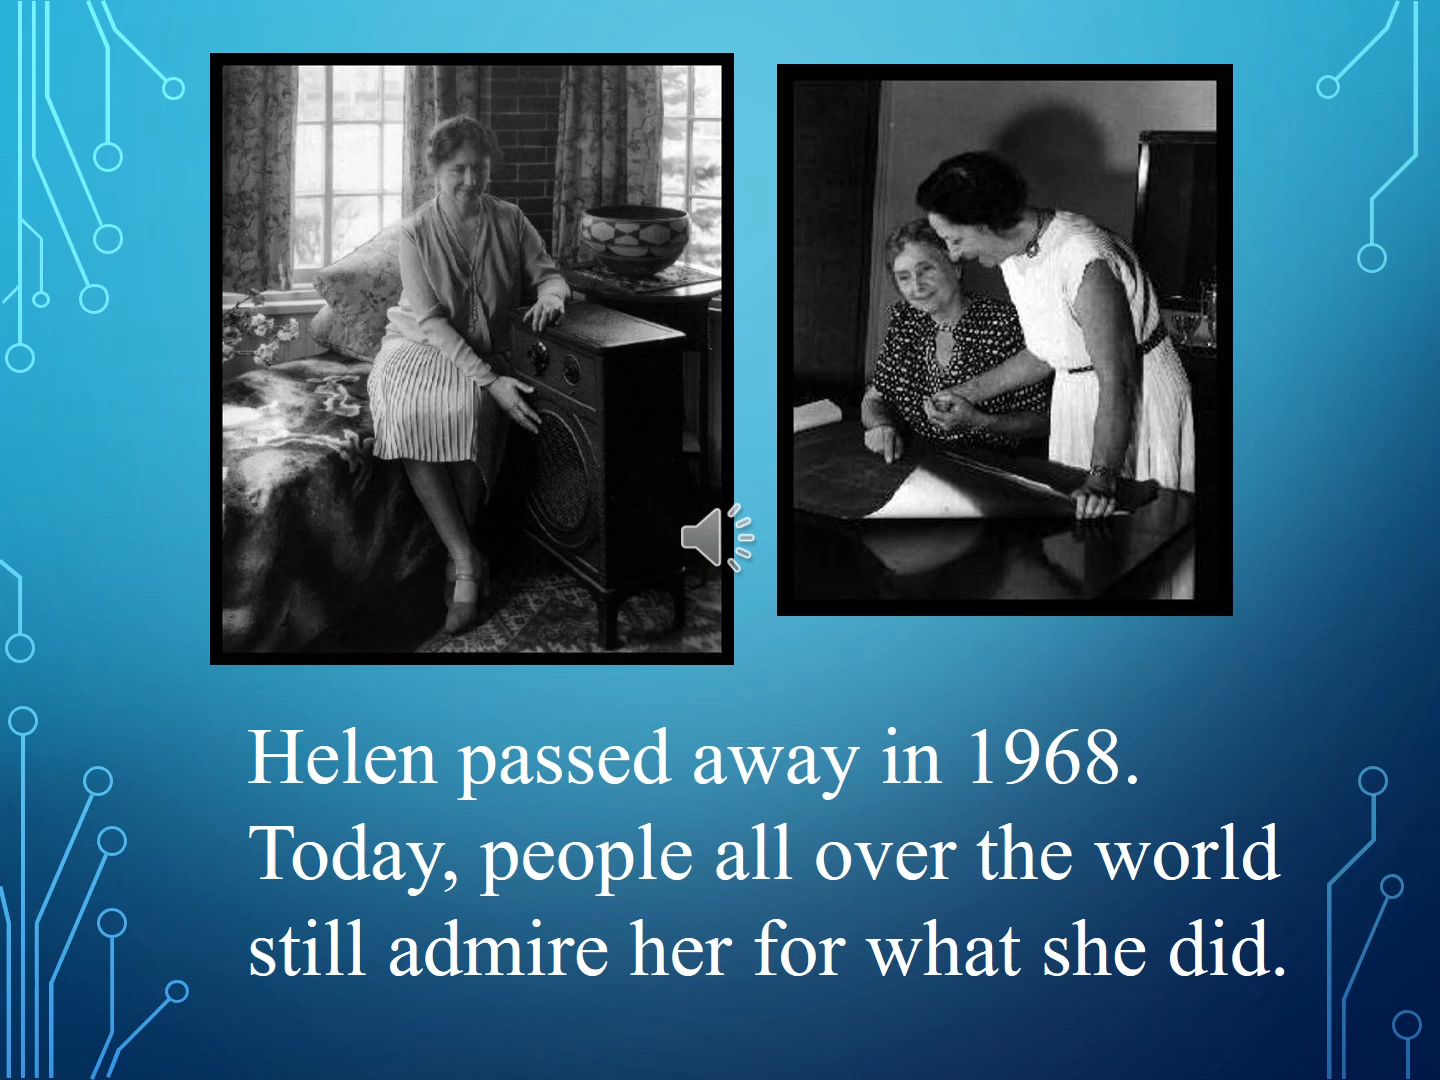 Helen passed away in 1968.
Today, people all over the world
still admire her for what she did.